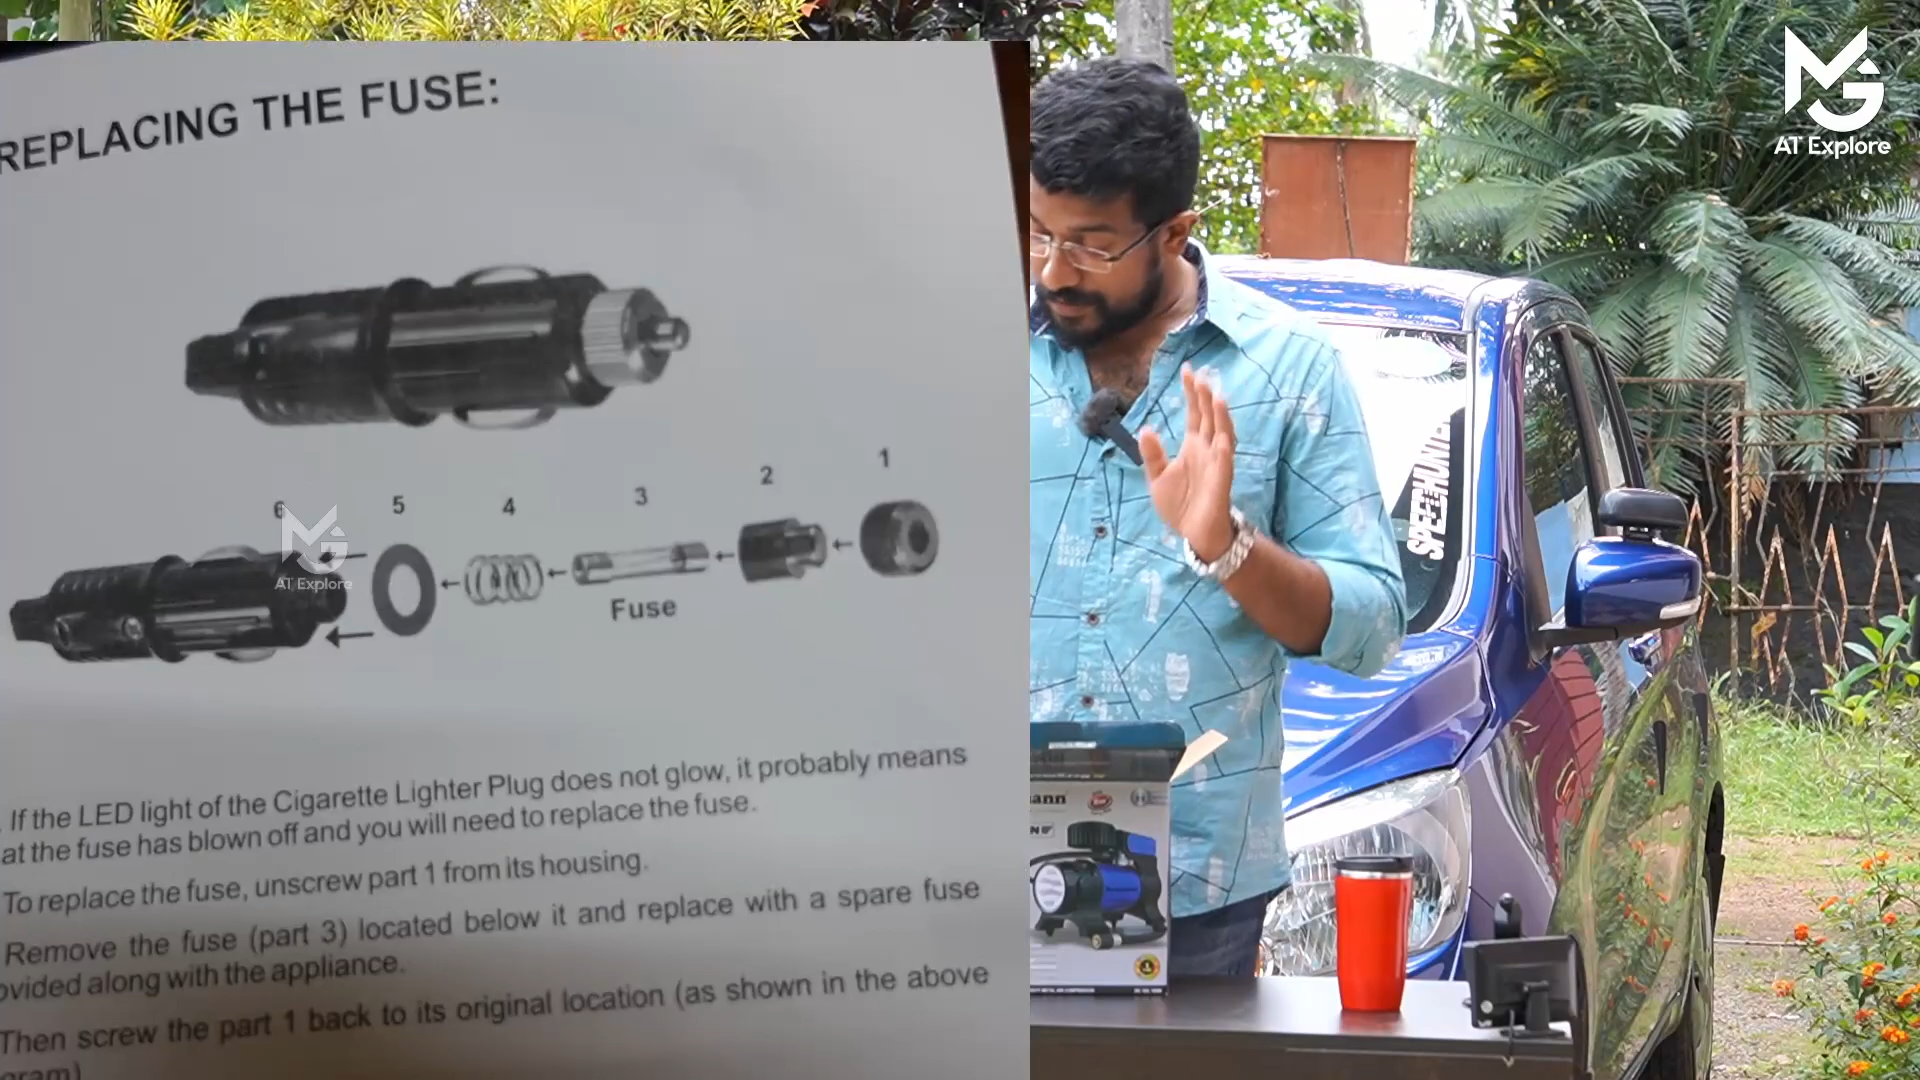 REPLACING THE FUSE:
1
2
3
4
5
6
Fuse
AT Explore
If the LED light of the Cigarette Lighter Plug does not glow, it probably means
at the fuse has blown off and you will need to replace the fuse.
To replace the fuse, unscrew part 1 from its housing.
Remove the fuse (part 3) located below it and replace with a spare fuse
ovided along with the appliance.
Then screw the part 1 back to its original location (as shown in the above
gram)
MG
AT Explore
ann